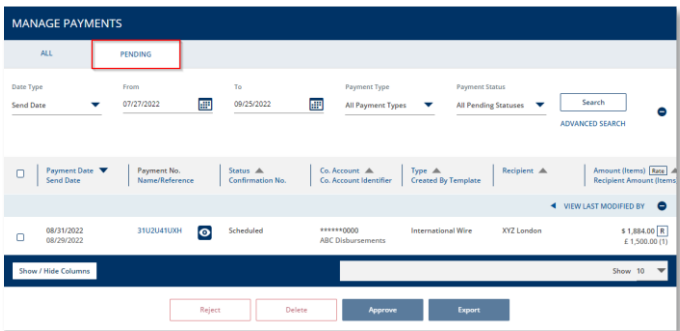 MANAGE PAYMENTS
ALL PENDING
Date Type From To Payment Type Payment Status
Send Date 07/27/2022 09/25/2022 All Payment Types All Pending Statuses Search
ADVANCED SEARCH
Payment Date Payment No. Status Co. Account Type Recipient Amount (Items) Rate
Send Date Name/Reference Confirmation No. Co. Account Identifier Created By Template Recipient Amount (Items
VIEW LAST MODIFIED BY
08/31/2022 31U2U41UXH Scheduled ******0000 International Wire XYZ London $ 1,884.00 R
08/29/2022 ABC Disbursements £ 1,500.00 (1)
Show / Hide Columns Show 10
Reject Delete Approve Export